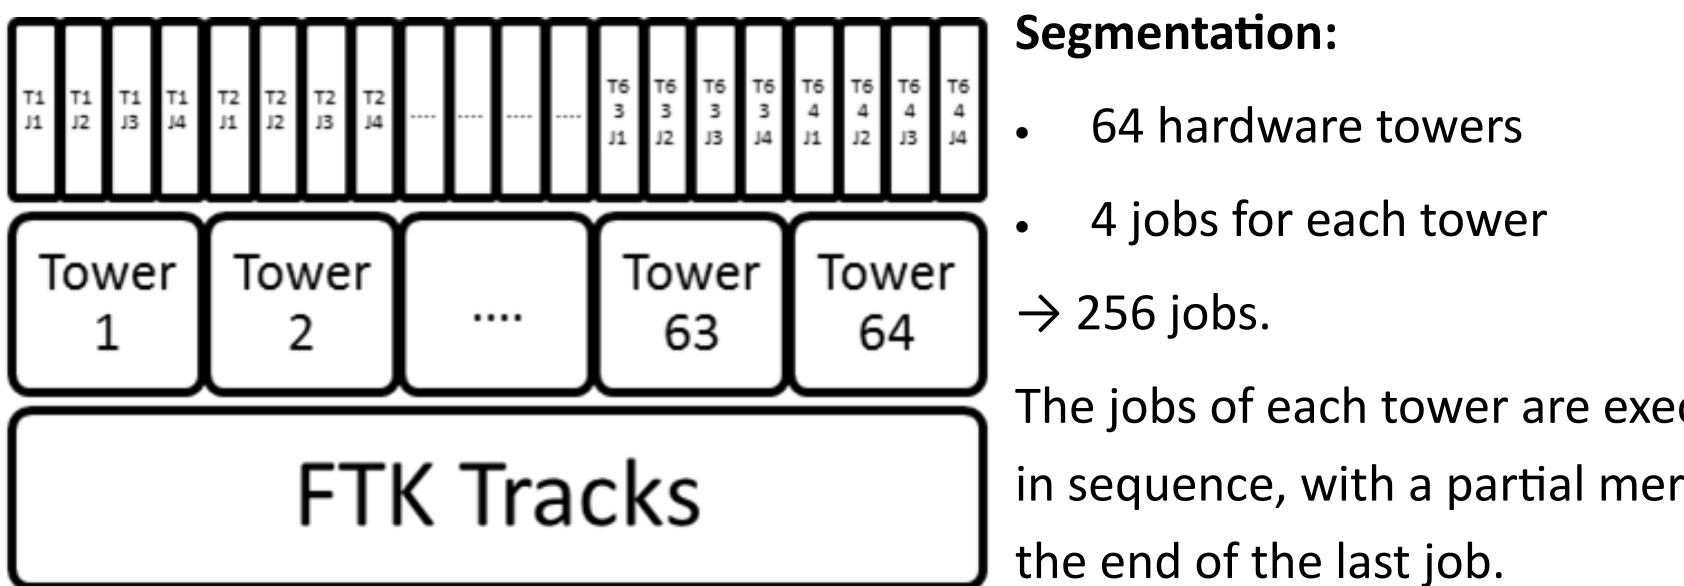 T1 T1 T1 T1 T2 T2 T2 T2 .... .... .... .... T6 T6 T6 T6 T6 T6 T6 T6
J1 J2 J3 J4 J1 J2 J3 J4 3 3 3 3 4 4 4 4
J1 J2 J3 J4 J1 J2 J3 J4
Tower Tower .... Tower Tower
1 2 63 64
FTK Tracks
Segmentation:
• 64 hardware towers
• 4 jobs for each tower
→ 256 jobs.
The jobs of each tower are
in sequence, with a partial
the end of the last job.